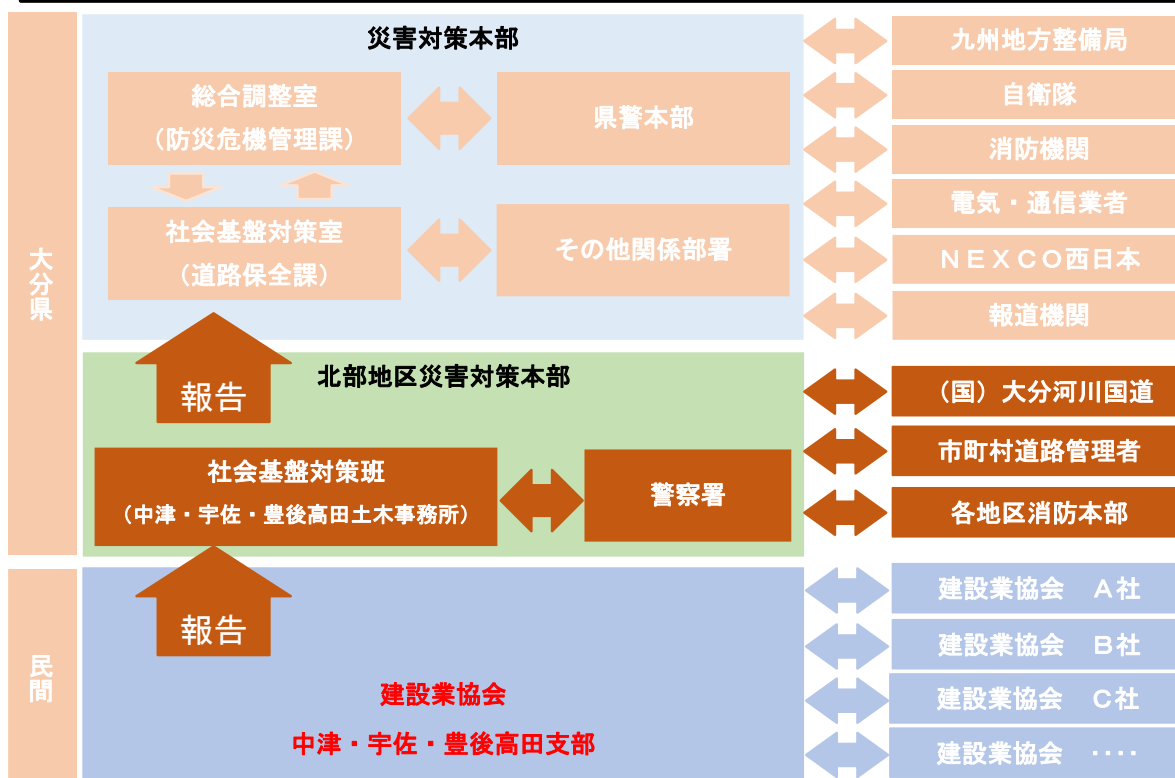 大分県
災害対策本部
総合調整室
（防災危機管理課）
県警本部
社会基盤対策室
（道路保全課）
その他関係部署
九州地方整備局
自衛隊
消防機関
電気・通信業者
ＮＥＸＣＯ西日本
報道機関
報告
北部地区災害対策本部
社会基盤対策班
（中津・宇佐・豊後高田土木事務所）
警察署
（国）大分河川国道
市町村道路管理者
各地区消防本部
民間
報告
建設業協会
中津・宇佐・豊後高田支部
建設業協会　Ａ社
建設業協会　Ｂ社
建設業協会　Ｃ社
建設業協会　‥‥